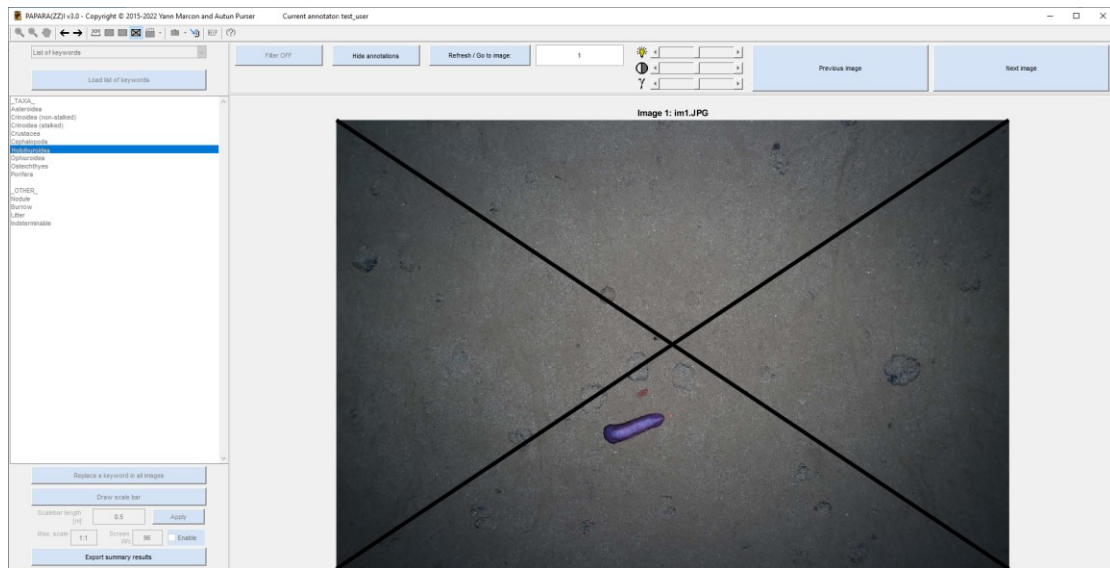 PAPARA(ZZ)I v3.0 - Copyright © 2015-2022 Yann Marcon and Autun Purser Current annotator: test_user
List of keywords
Load list of keywords
Filter OFF
Hide annotations
Refresh / Go to image:
1
γ
Previous image
Next image
_TAXA_
Asteroidea
Crinoidea (non-stalked)
Crinoidea (stalked)
Crustacea
Cephalopoda
Holothuroidea
Ophiuroidea
Osteichthyes
Porifera
_OTHER_
Nodule
Burrow
Litter
Indeterminable
Image 1: im1.JPG
Replace a keyword in all images
Draw scale bar
Scalebar length [m]:
0.5
Apply
Max. scale
1:1
Screen PPI:
96
Enable
Export summary results